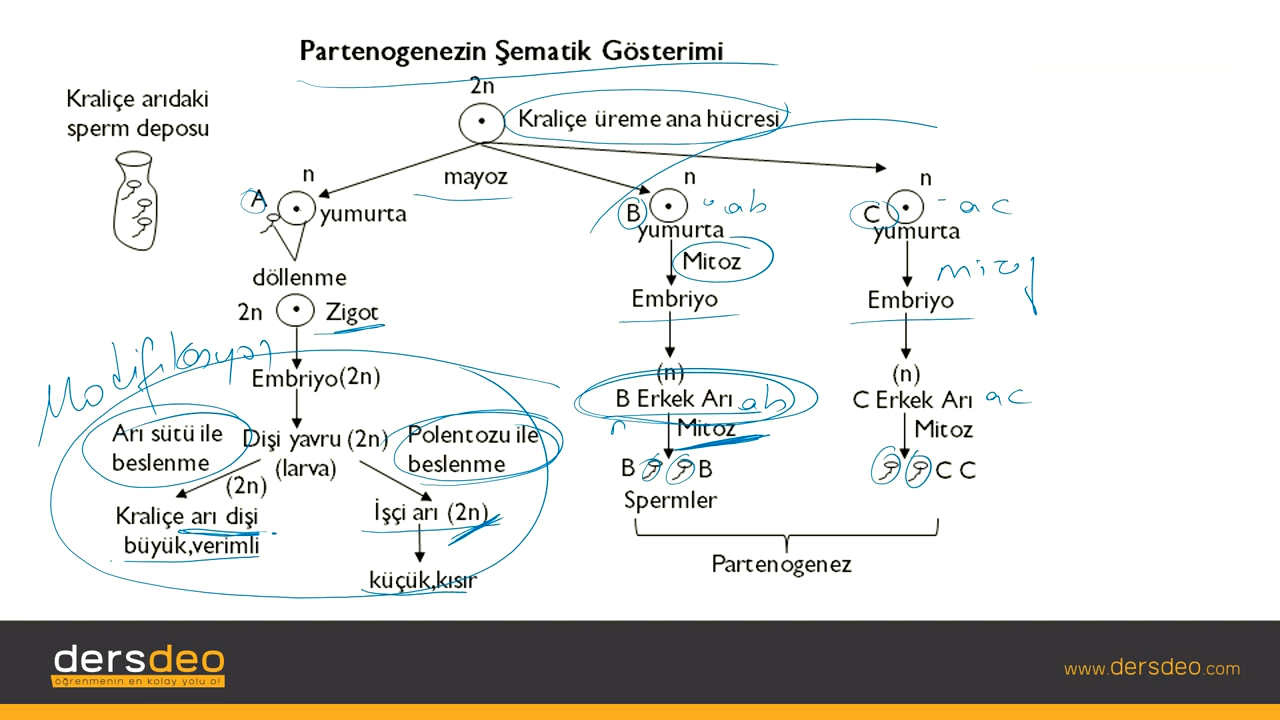 Partenogenezin Şematik Gösterimi
Kraliçe arıdaki
sperm deposu
2n
Kraliçe üreme ana hücresi
mayoz
n
A
yumurta
döllenme
2n
Zigot
Modifikasyon
Embriyo(2n)
Arı sütü ile
beslenme
Dişi yavru (2n)
(larva)
Polentozu ile
beslenme
(2n)
Kraliçe arı dişi
büyük,verimli
İşçi arı (2n)
küçük,kısır
n
B
ab
yumurta
Mitoz
Embriyo
(n)
B Erkek Arı
ab
n
Mitoz
B
B
Spermler
n
C
ac
yumurta
mitoz
Embriyo
(n)
C Erkek Arı
ac
Mitoz
C C
Partenogenez
dersdeo
öğrenmenin en kolay yolu o!
www.dersdeo.com